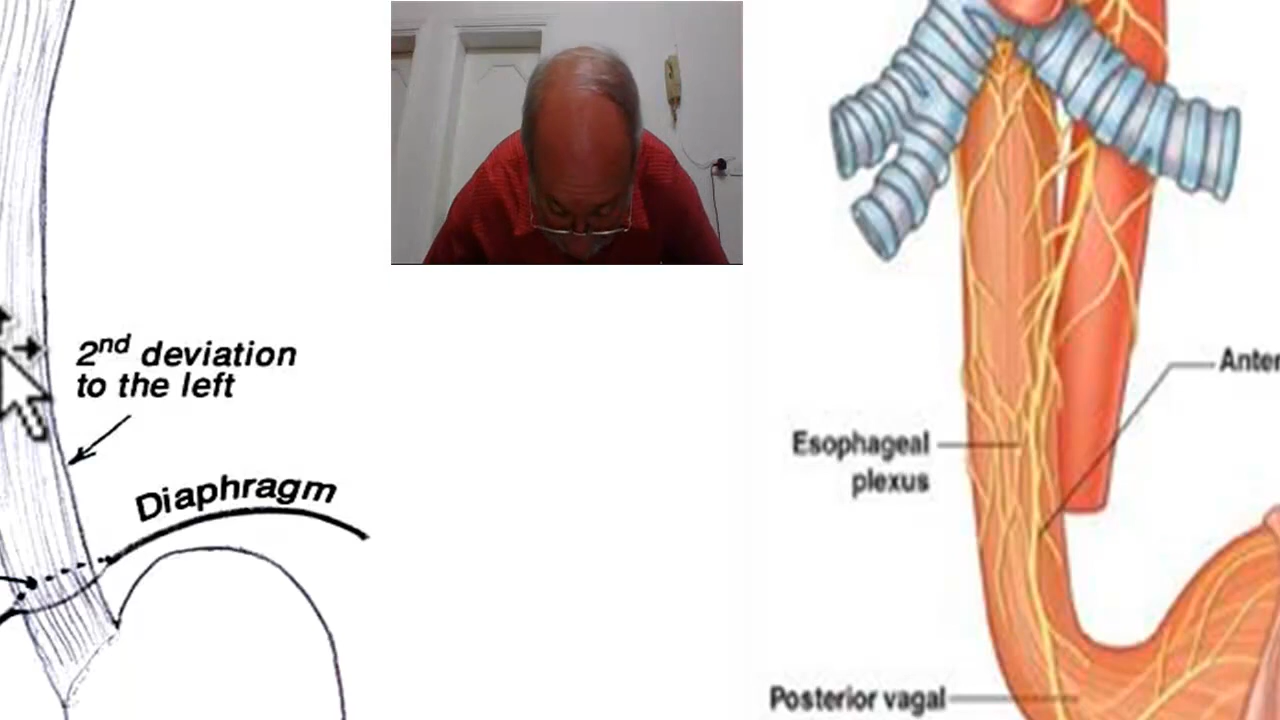 2nd deviation
to the left
Diaphragm
Esophageal
plexus
Posterior vagal